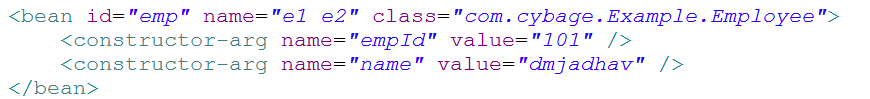 <bean id="emp" name="e1 e2" class="com.cybage.Example.Employee">
<constructor-arg name="empId" value="101" />
<constructor-arg name="name" value="dmjadhav" />
</bean>